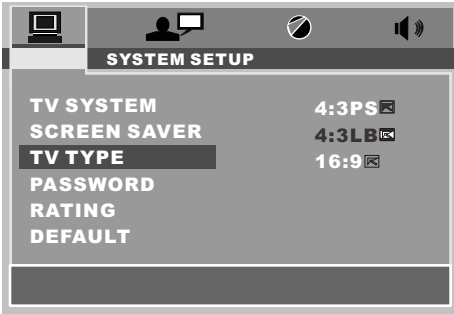 SYSTEM SETUP
TV SYSTEM 4:3PS
SCREEN SAVER 4:3LB
TV TYPE 16:9
PASSWORD
RATING
DEFAULT